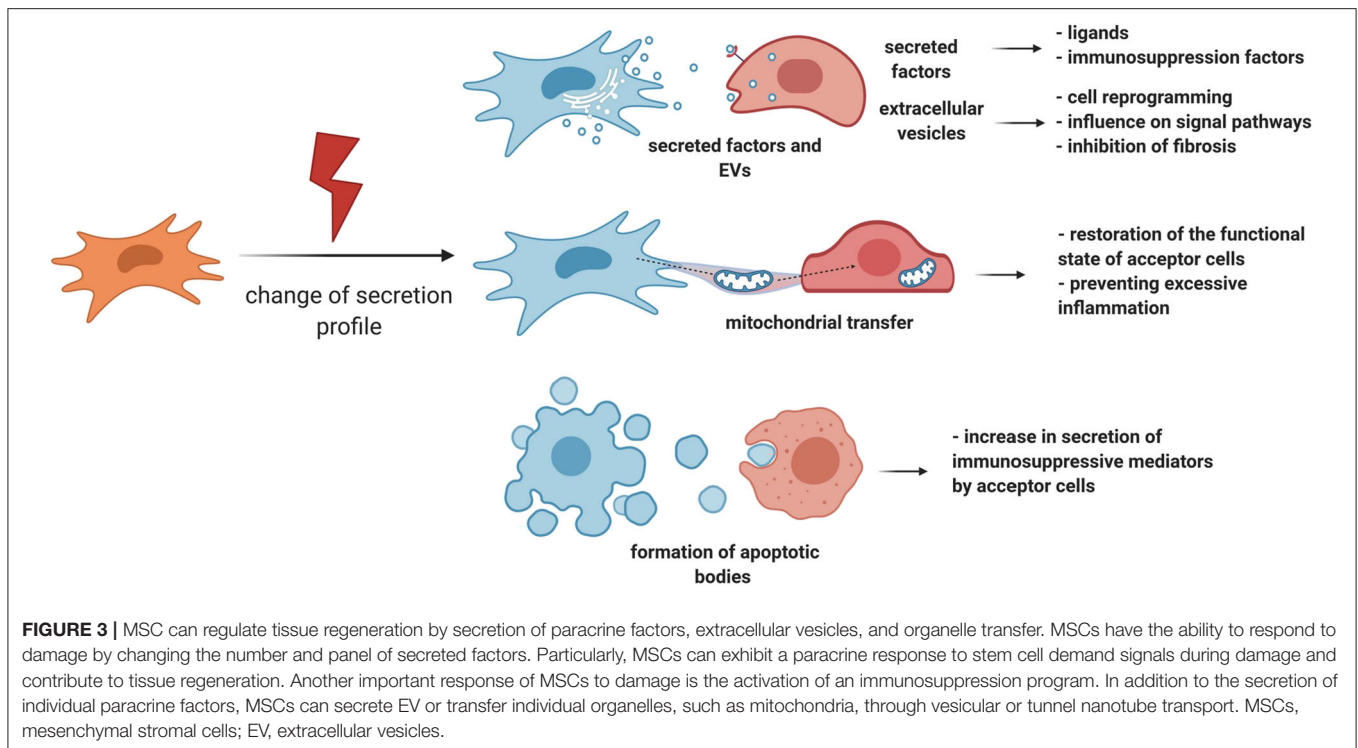 secreted
factors
- ligands
- immunosuppression factors
extracellular
vesicles
- cell reprogramming
- influence on signal pathways
- inhibition of fibrosis
secreted factors and
EVs
change of secretion
profile
mitochondrial transfer
- restoration of the functional
state of acceptor cells
- preventing excessive
inflammation
formation of apoptotic
bodies
- increase in secretion of
immunosuppressive mediators
by acceptor cells
FIGURE 3 | MSC can regulate tissue regeneration by secretion of paracrine factors, extracellular vesicles, and organelle transfer. MSCs have the ability to respond to
damage by changing the number and panel of secreted factors. Particularly, MSCs can exhibit a paracrine response to stem cell demand signals during damage and
contribute to tissue regeneration. Another important response of MSCs to damage is the activation of an immunosuppression program. In addition to the secretion of
individual paracrine factors, MSCs can secrete EV or transfer individual organelles, such as mitochondria, through vesicular or tunnel nanotube transport. MSCs,
mesenchymal stromal cells; EV, extracellular vesicles.